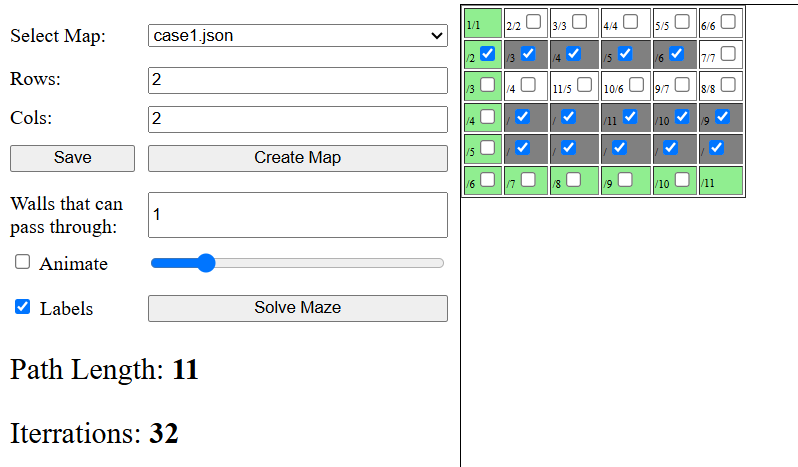 Select Map: case1.json
Rows: 2
Cols: 2
Save Create Map
Walls that can
pass through: 1
Animate
Labels Solve Maze
Path Length: 11
Iterrations: 32
1/1 2/2 3/3 4/4 5/5 6/6
/2 /3 /4 /5 /6 7/7
/3 /4 11/5 10/6 9/7 8/8
/4 / / /11 /10 /9
/5 / / / / /
/6 /7 /8 /9 /10 /11